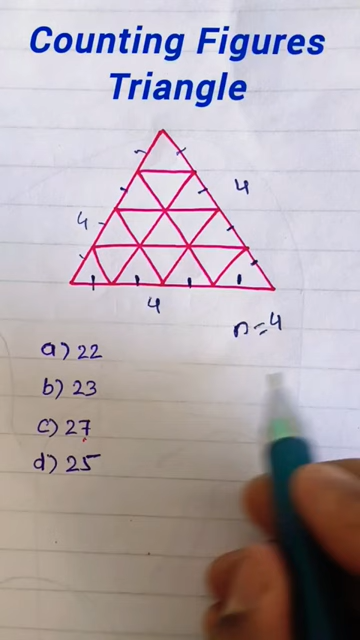 Counting Figures
Triangle
4
4
4
n=4
a) 22
b) 23
c) 27
d) 25